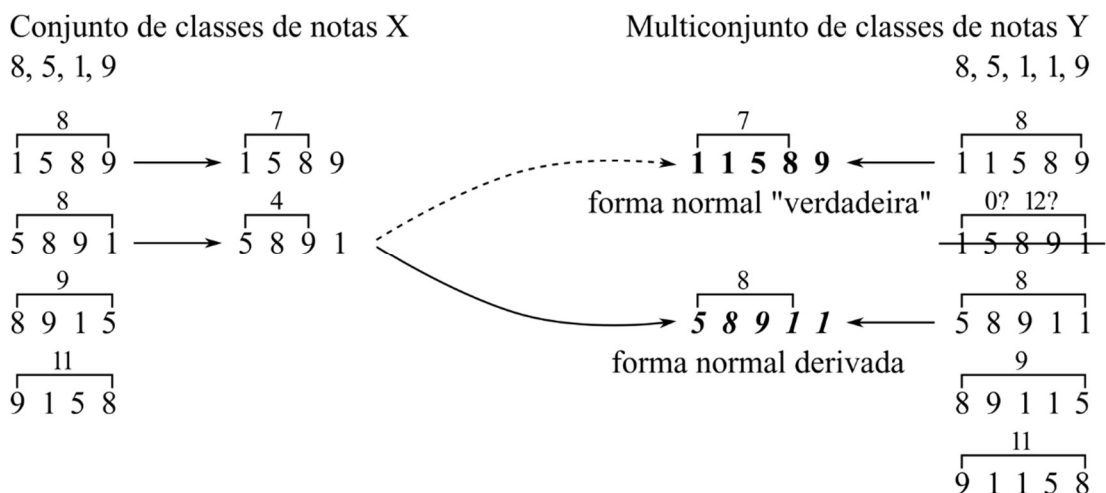 Conjunto de classes de notas X
8, 5, 1, 9
8
1 5 8 9
7
1 5 8 9
8
5 8 9 1
4
5 8 9 1
9
8 9 1 5
11
9 1 5 8
Multiconjunto de classes de notas Y
8, 5, 1, 1, 9
7
1 1 5 8 9
forma normal "verdadeira"
8
5 8 9 1 1
forma normal derivada
8
1 1 5 8 9
0? 12?
1 5 8 9 1
8
5 8 9 1 1
9
8 9 1 1 5
11
9 1 1 5 8